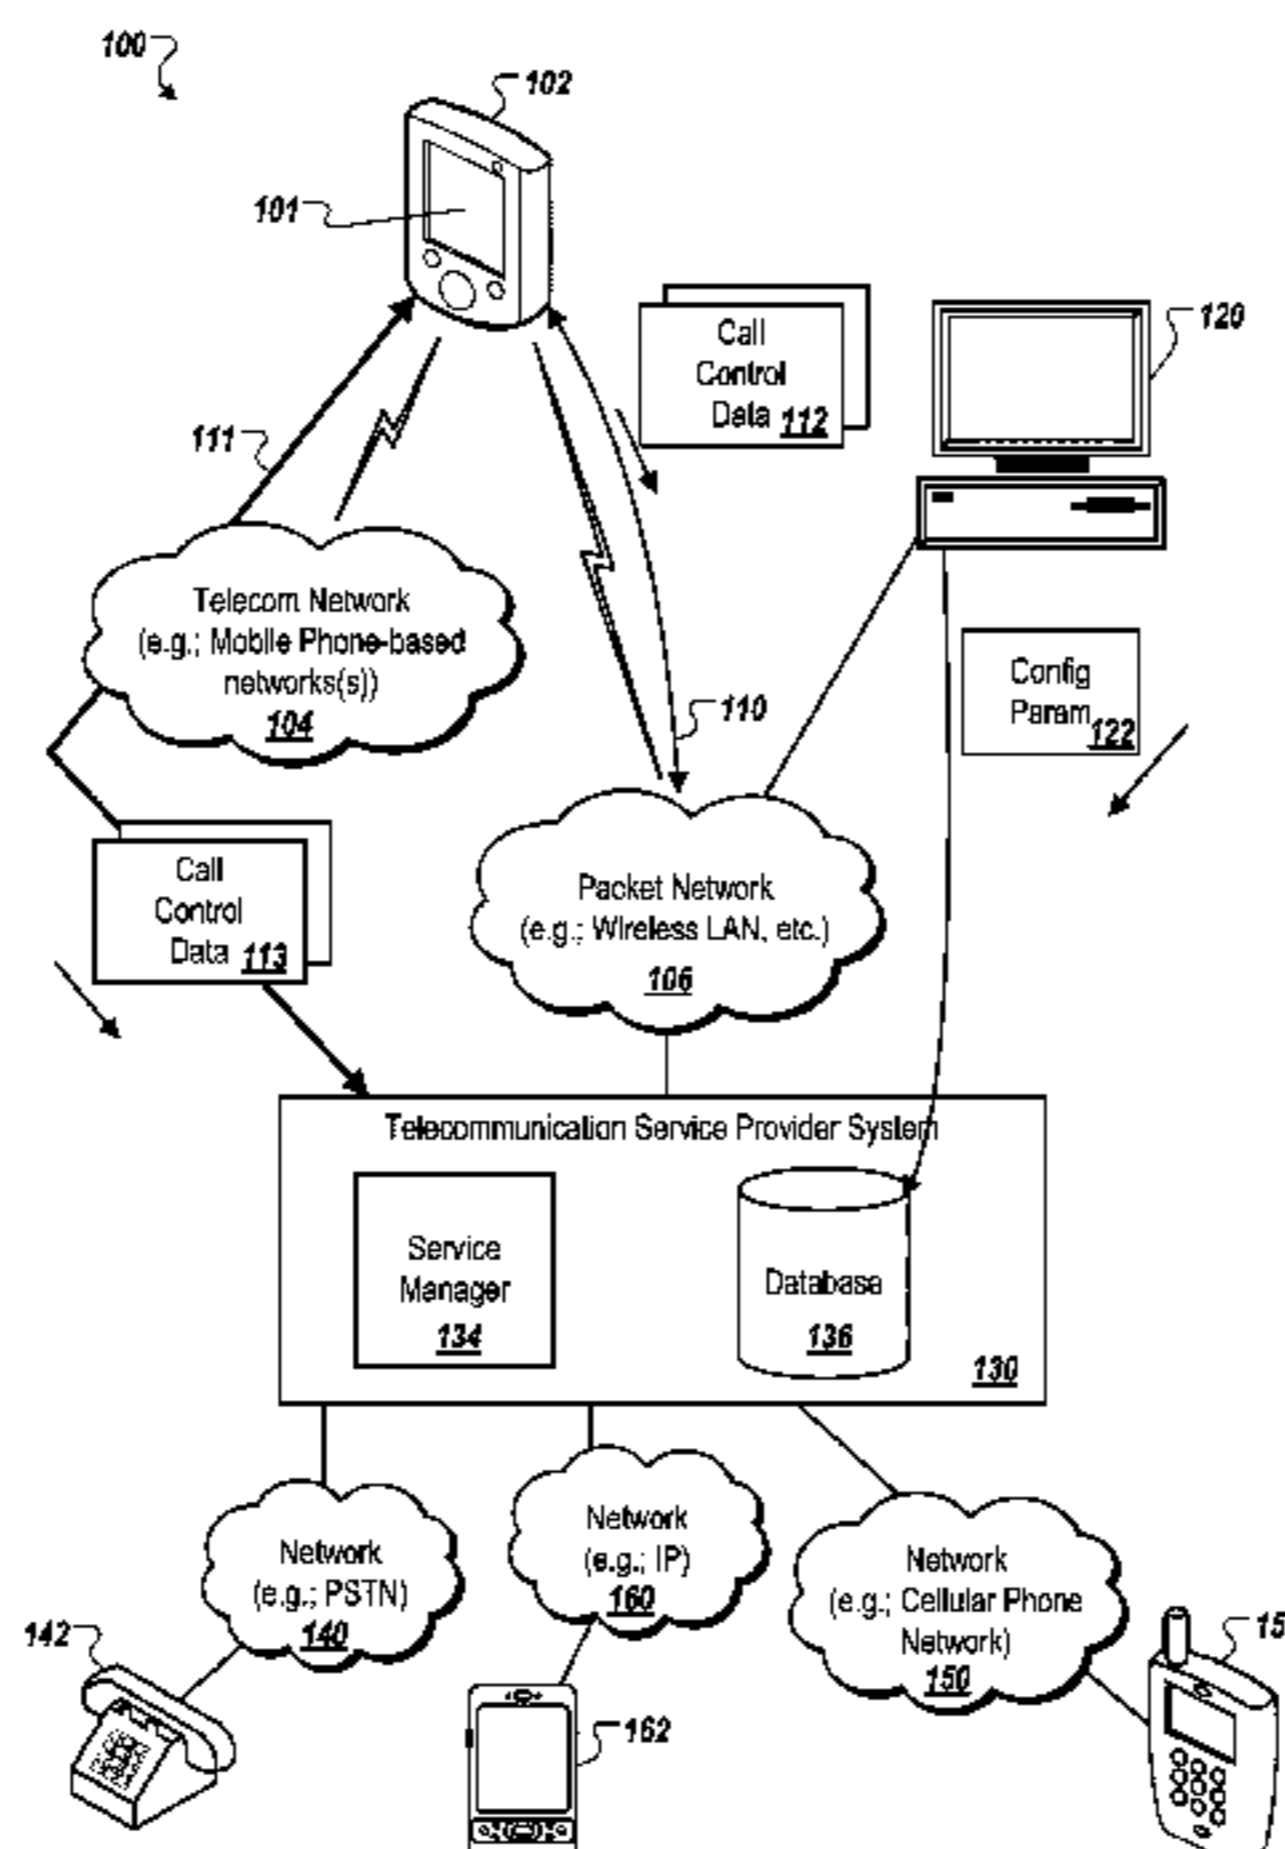 100
102
101
Call
Control
Data 112
120
111
Telecom Network
(e.g.; Mobile Phone-based
networks(s))
104
Config
Param
122
110
Call
Control
Data 113
Packet Network
(e.g.; Wireless LAN, etc.)
106
Telecommunication Service Provider System
Service
Manager
134
Database
136
130
Network
(e.g.; PSTN)
140
Network
(e.g.; IP)
160
Network
(e.g.; Cellular Phone
Network)
150
142
162
15